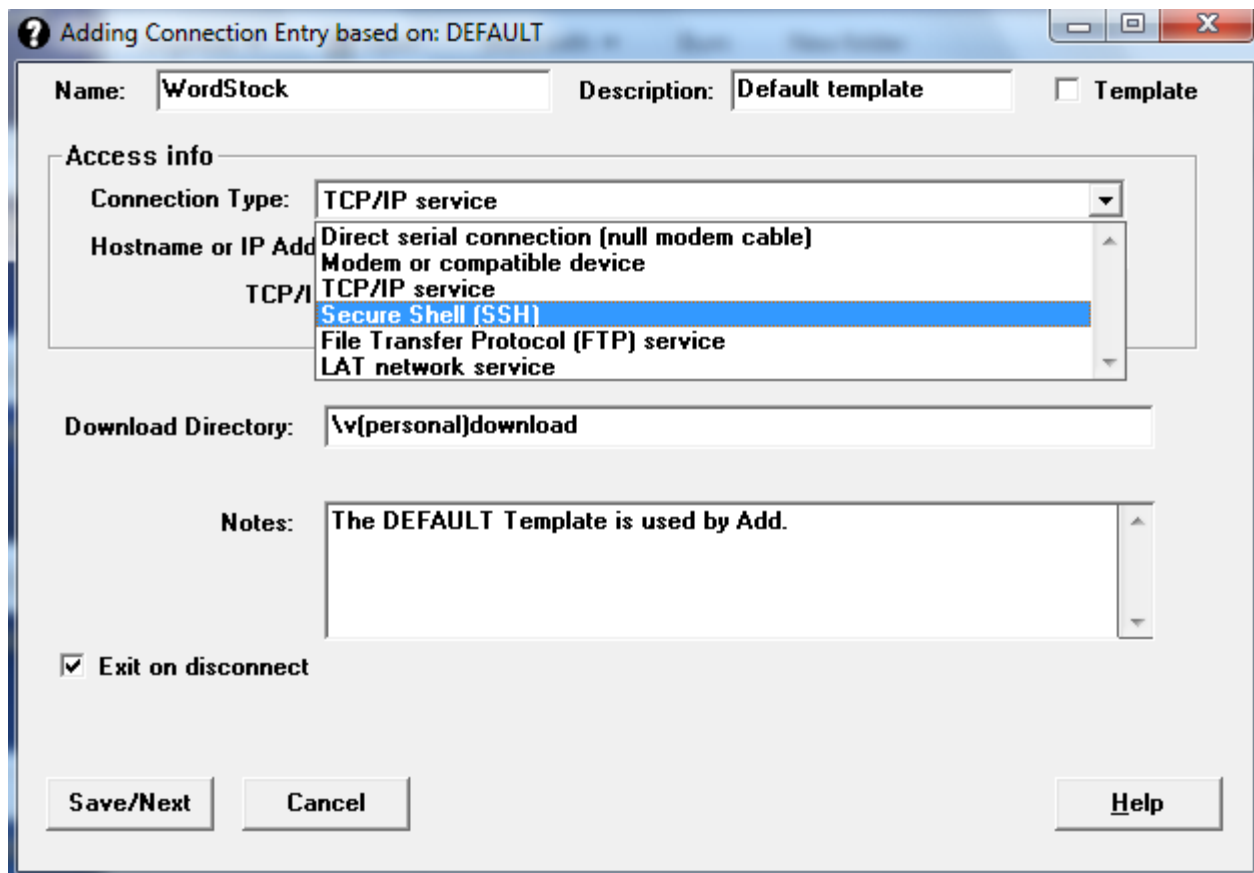 Adding Connection Entry based on: DEFAULT
Name: WordStock Description: Default template Template
Access info
Connection Type: TCP/IP service
Hostname or IP Add
TCP/I
Direct serial connection (null modem cable)
Modem or compatible device
TCP/IP service
Secure Shell (SSH)
File Transfer Protocol (FTP) service
LAT network service
Download Directory: \v(personal)download
Notes: The DEFAULT Template is used by Add.
Exit on disconnect
Save/Next Cancel Help